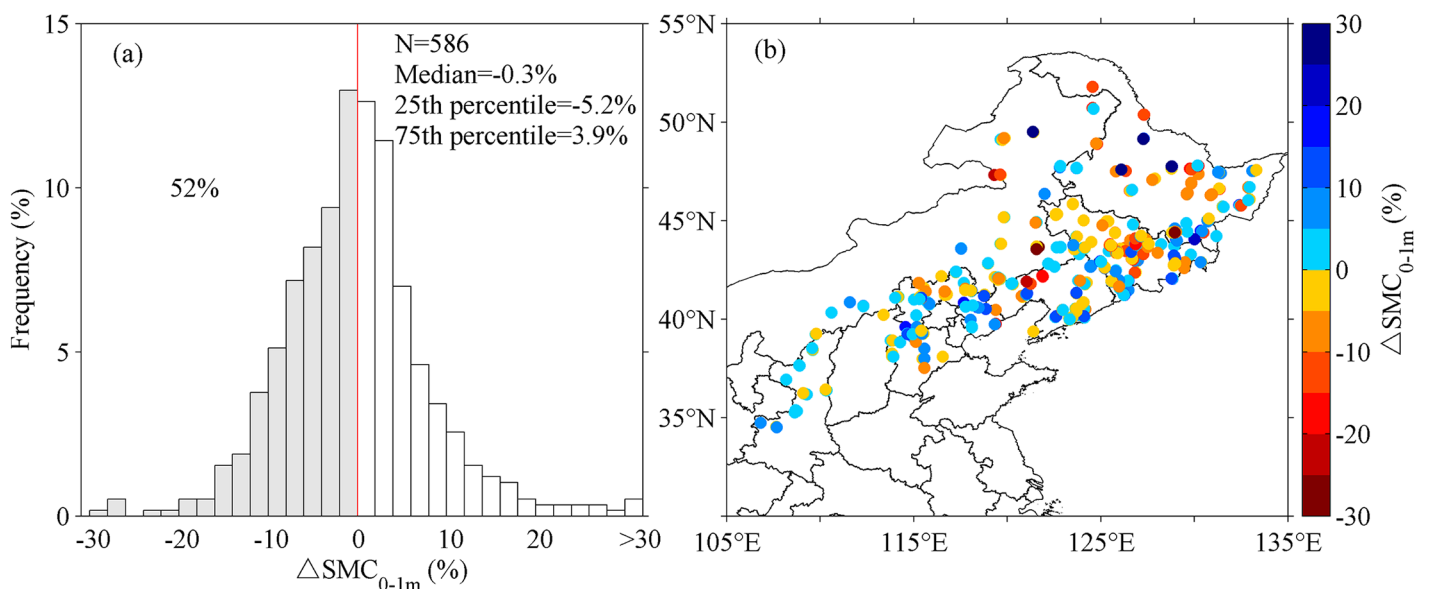 (a)
N=586
Median=-0.3%
25th percentile=-5.2%
75th percentile=3.9%
52%
Frequency (%)
15
10
5
0
-30 -20 -10 0 10 20 >30
△SMC0-1m (%)
(b)
55°N
50°N
45°N
40°N
35°N
105°E 115°E 125°E 135°E
30
20
10
0
-10
-20
-30
△SMC0-1m (%)